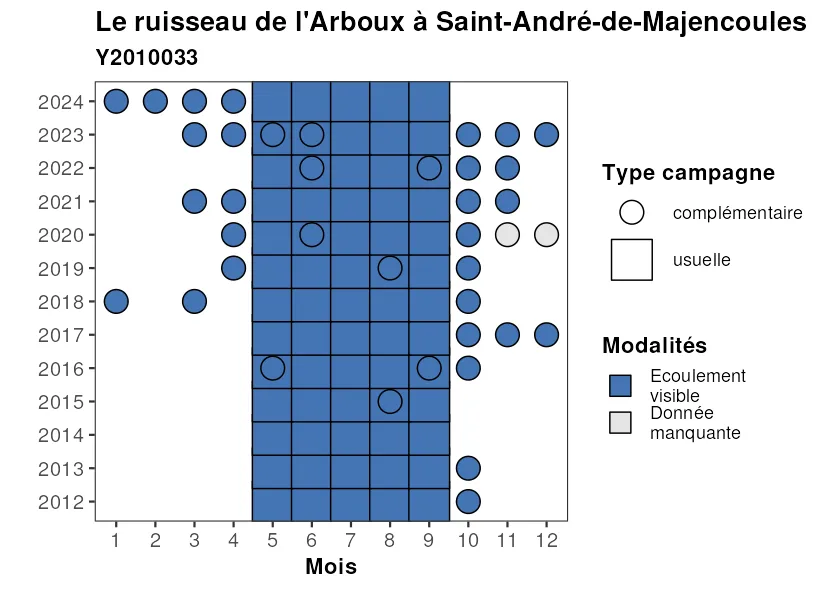 Le ruisseau de l'Arboux à Saint-André-de-Majencoules
Y2010033
2024
2023
2022
2021
2020
2019
2018
2017
2016
2015
2014
2013
2012
1 2 3 4 5 6 7 8 9 10 11 12
Mois
Type campagne
complémentaire
usuelle
Modalités
Ecoulement
visible
Donnée
manquante